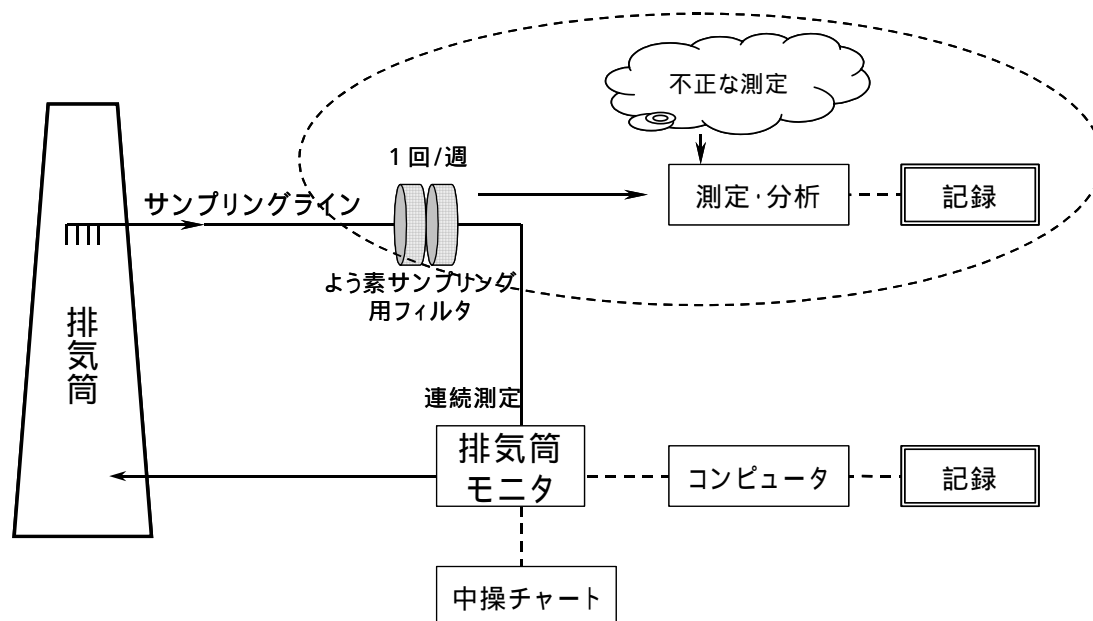 不正な測定
1回/週
サンプリングライン
測定・分析
記録
よう素サンプリング
用フィルタ
排気筒
連続測定
排気筒
モニタ
コンピュータ
記録
中操チャート